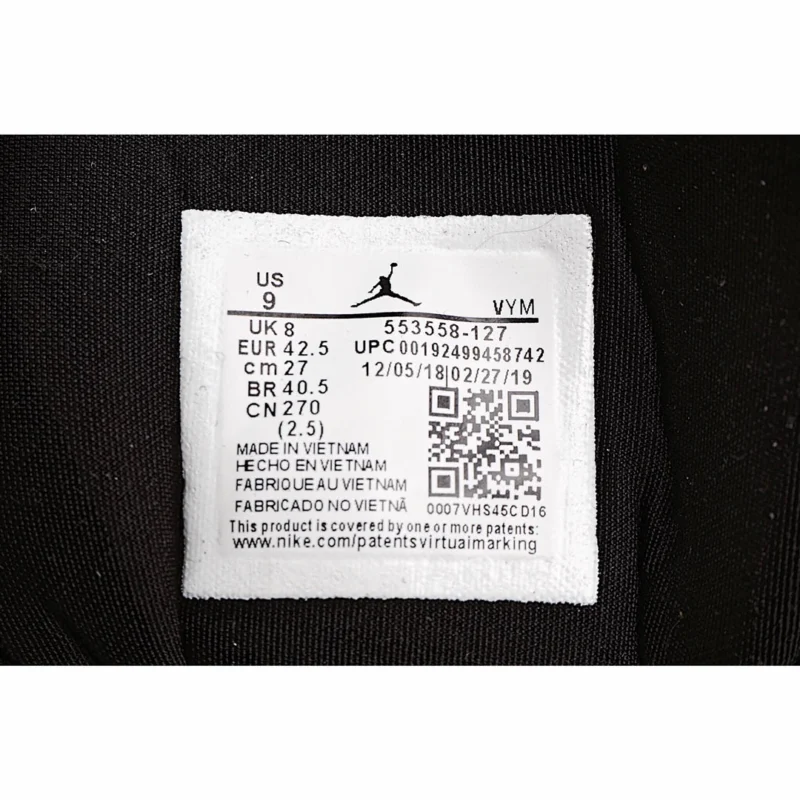 US
9
VYM
UK 8
553558-127
EUR 42.5
UPC 00192499458742
cm 27
12/05/18|02/27/19
BR 40.5
CN 270
(2.5)
MADE IN VIETNAM
HECHO EN VIETNAM
FABRIQUE AU VIETNAM
FABRICADO NO VIETNÃ
0007VHS45CD16
This product is covered by one or more patents:
www.nike.com/patentsvirtuaimarking